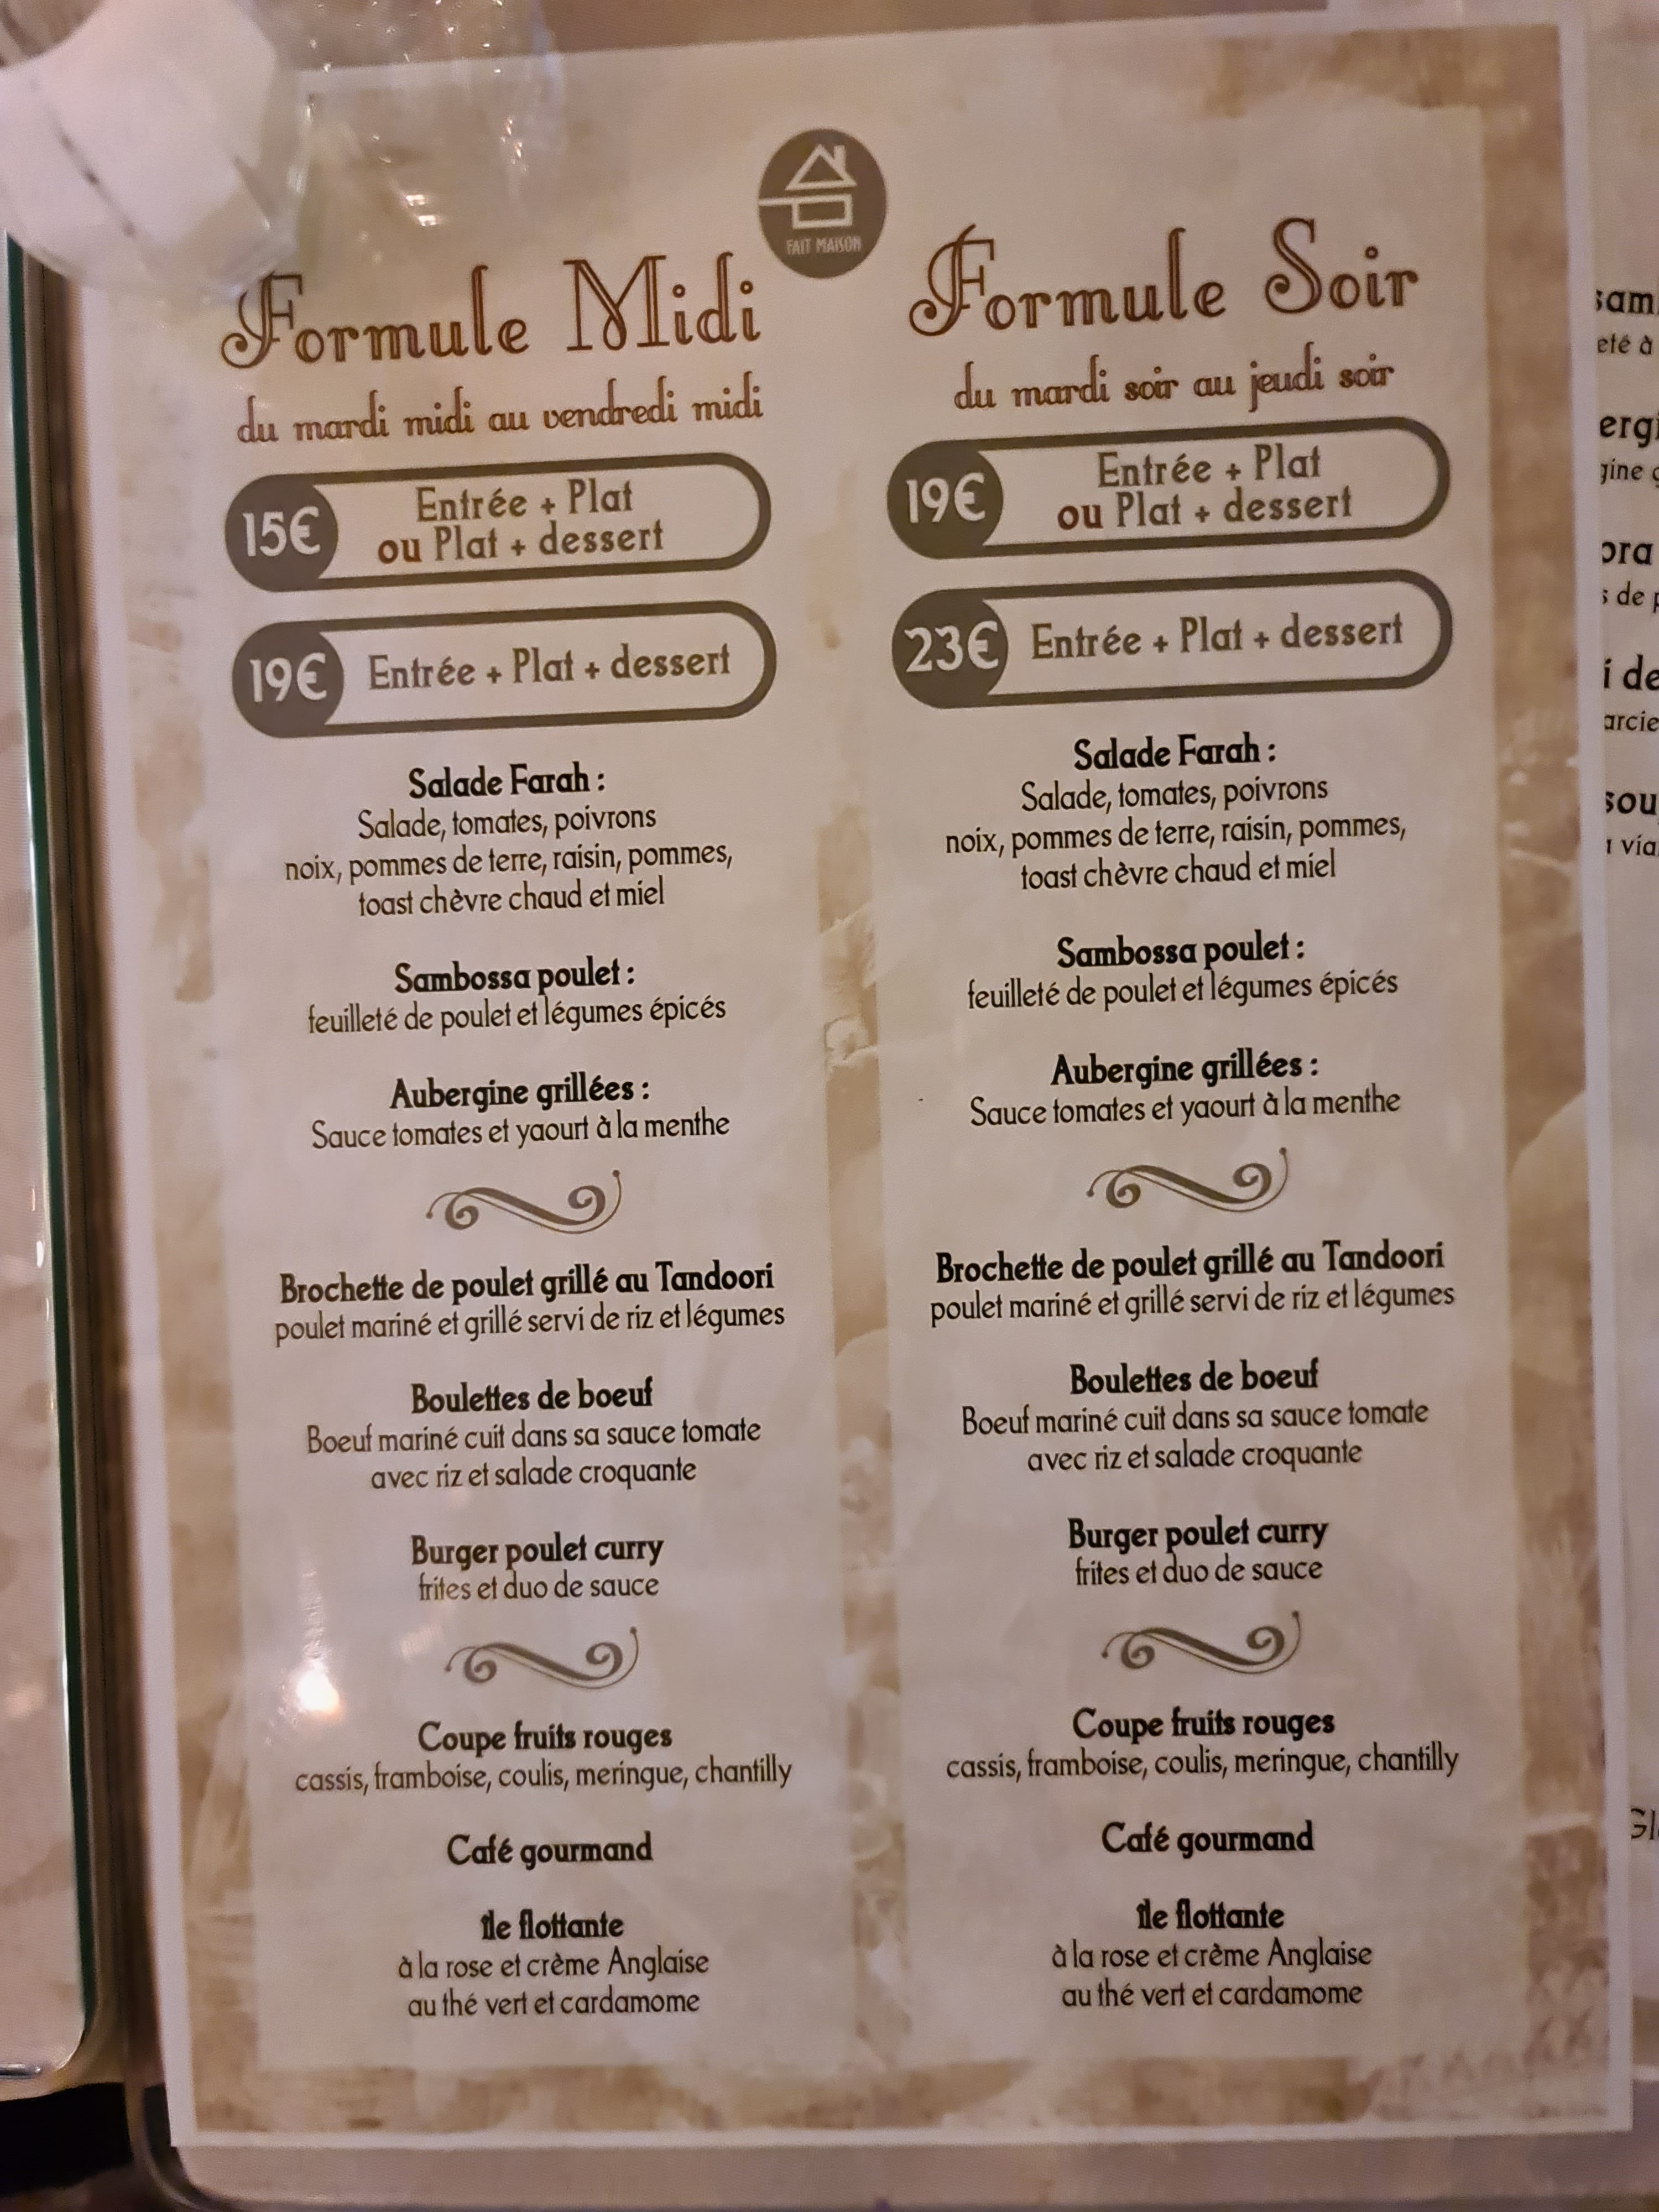 FAIT MAISON
Formule Midi
du mardi midi au vendredi midi
15€
Entrée + Plat
ou Plat + dessert
19€
Entrée + Plat + dessert
Salade Farah :
Salade, tomates, poivrons
noix, pommes de terre, raisin, pommes,
toast chèvre chaud et miel
Sambossa poulet :
feuilleté de poulet et légumes épicés
Aubergine grillées :
Sauce tomates et yaourt à la menthe
Brochette de poulet grillé au Tandoori
poulet mariné et grillé servi de riz et légumes
Boulettes de boeuf
Boeuf mariné cuit dans sa sauce tomate
avec riz et salade croquante
Burger poulet curry
frites et duo de sauce
Coupe fruits rouges
cassis, framboise, coulis, meringue, chantilly
Café gourmand
île flottante
à la rose et crème Anglaise
au thé vert et cardamome
Formule Soir
du mardi soir au jeudi soir
19€
Entrée + Plat
ou Plat + dessert
23€
Entrée + Plat + dessert
Salade Farah :
Salade, tomates, poivrons
noix, pommes de terre, raisin, pommes,
toast chèvre chaud et miel
Sambossa poulet :
feuilleté de poulet et légumes épicés
Aubergine grillées :
Sauce tomates et yaourt à la menthe
Brochette de poulet grillé au Tandoori
poulet mariné et grillé servi de riz et légumes
Boulettes de boeuf
Boeuf mariné cuit dans sa sauce tomate
avec riz et salade croquante
Burger poulet curry
frites et duo de sauce
Coupe fruits rouges
cassis, framboise, coulis, meringue, chantilly
Café gourmand
île flottante
à la rose et crème Anglaise
au thé vert et cardamome